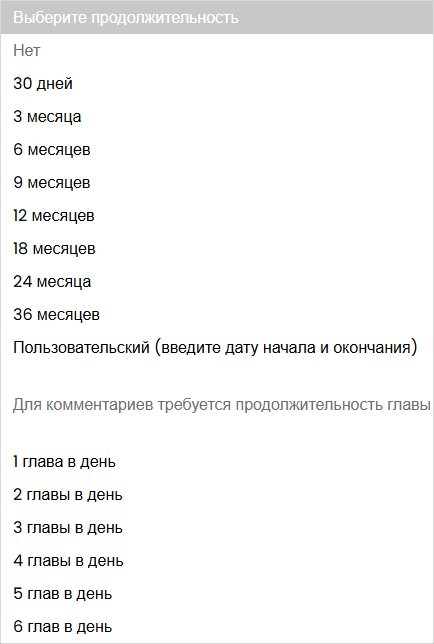 Выберите продолжительность
Нет
30 дней
3 месяца
6 месяцев
9 месяцев
12 месяцев
18 месяцев
24 месяца
36 месяцев
Пользовательский (введите дату начала и окончания)
Для комментариев требуется продолжительность главы
1 глава в день
2 главы в день
3 главы в день
4 главы в день
5 глав в день
6 глав в день